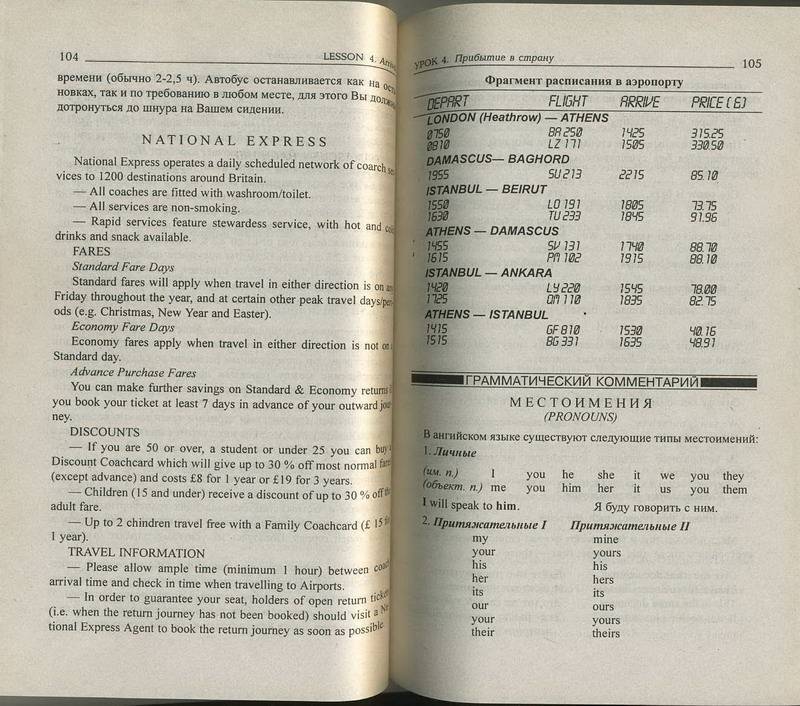 104 LESSON 4.
времени (обычно 2-2,5 ч). Автобус останавливается как на
новках, так и по требованию в любом месте, для этого Вы
дотронуться до шнура на Вашем сидении.
NATIONAL EXPRESS
National Express operates a daily scheduled network of coarch
vices to 1200 destinations around Britain.
— All coaches are fitted with washroom/toilet.
— All services are non-smoking.
— Rapid services feature stewardess service, with hot and
drinks and snack available.
FARES
Standard Fare Days
Standard fares will apply when travel in either direction is on
Friday throughout the year, and at certain other peak travel days/
ods (e.g. Christmas, New Year and Easter).
Economy Fare Days
Economy fares apply when travel in either direction is not on
Standard day.
Advance Purchase Fares
You can make further savings on Standard & Economy returns
you book your ticket at least 7 days in advance of your outward
ney.
DISCOUNTS
— If you are 50 or over, a student or under 25 you can buy
Discount Coachcard which will give up to 30 % off most normal
(except advance) and costs £8 for 1 year or £19 for 3 years.
— Children (15 and under) receive a discount of up to 30 % off
adult fare.
— Up to 2 chindren travel free with a Family Coachcard (£ 15
1 year).
TRAVEL INFORMATION
— Please allow ample time (minimum 1 hour) between
arrival time and check in time when travelling to Airports.
— In order to guarantee your seat, holders of open return
(i.e. when the return journey has not been booked) should visit a
tional Express Agent to book the return journey as soon as possible.
УРОК 4. Прибытие в страну 105
Фрагмент расписания в аэропорту
DEPART FLIGHT ARRIVE PRICE (£)
LONDON (Heathrow) — ATHENS
0750 BA 250 1425 315.25
0810 LZ 171 1505 330.50
DAMASCUS— BAGHORD
1955 SU 213 2215 85.10
ISTANBUL — BEIRUT
1550 LO 191 1805 73.75
1630 TU 233 1845 91.96
ATHENS — DAMASCUS
1455 SV 131 1740 88.70
1615 PM 102 1915 88.10
ISTANBUL — ANKARA
1420 LY 220 1545 78.00
1725 OM 110 1835 82.75
ATHENS — ISTANBUL
1415 GF 810 1530 40.16
1515 BG 331 1635 48.91
ГРАММАТИЧЕСКИЙ КОММЕНТАРИЙ
МЕСТОИМЕНИЯ
(PRONOUNS)
В ангийском языке существуют следующие типы местоимений:
1. Личные
(им. п.) I you he she it we you they
(объект. п.) me you him her it us you them
I will speak to him. Я буду говорить с ним.
2. Притяжательные I Притяжательные II
my mine
your yours
his his
her hers
its its
our ours
your yours
their theirs